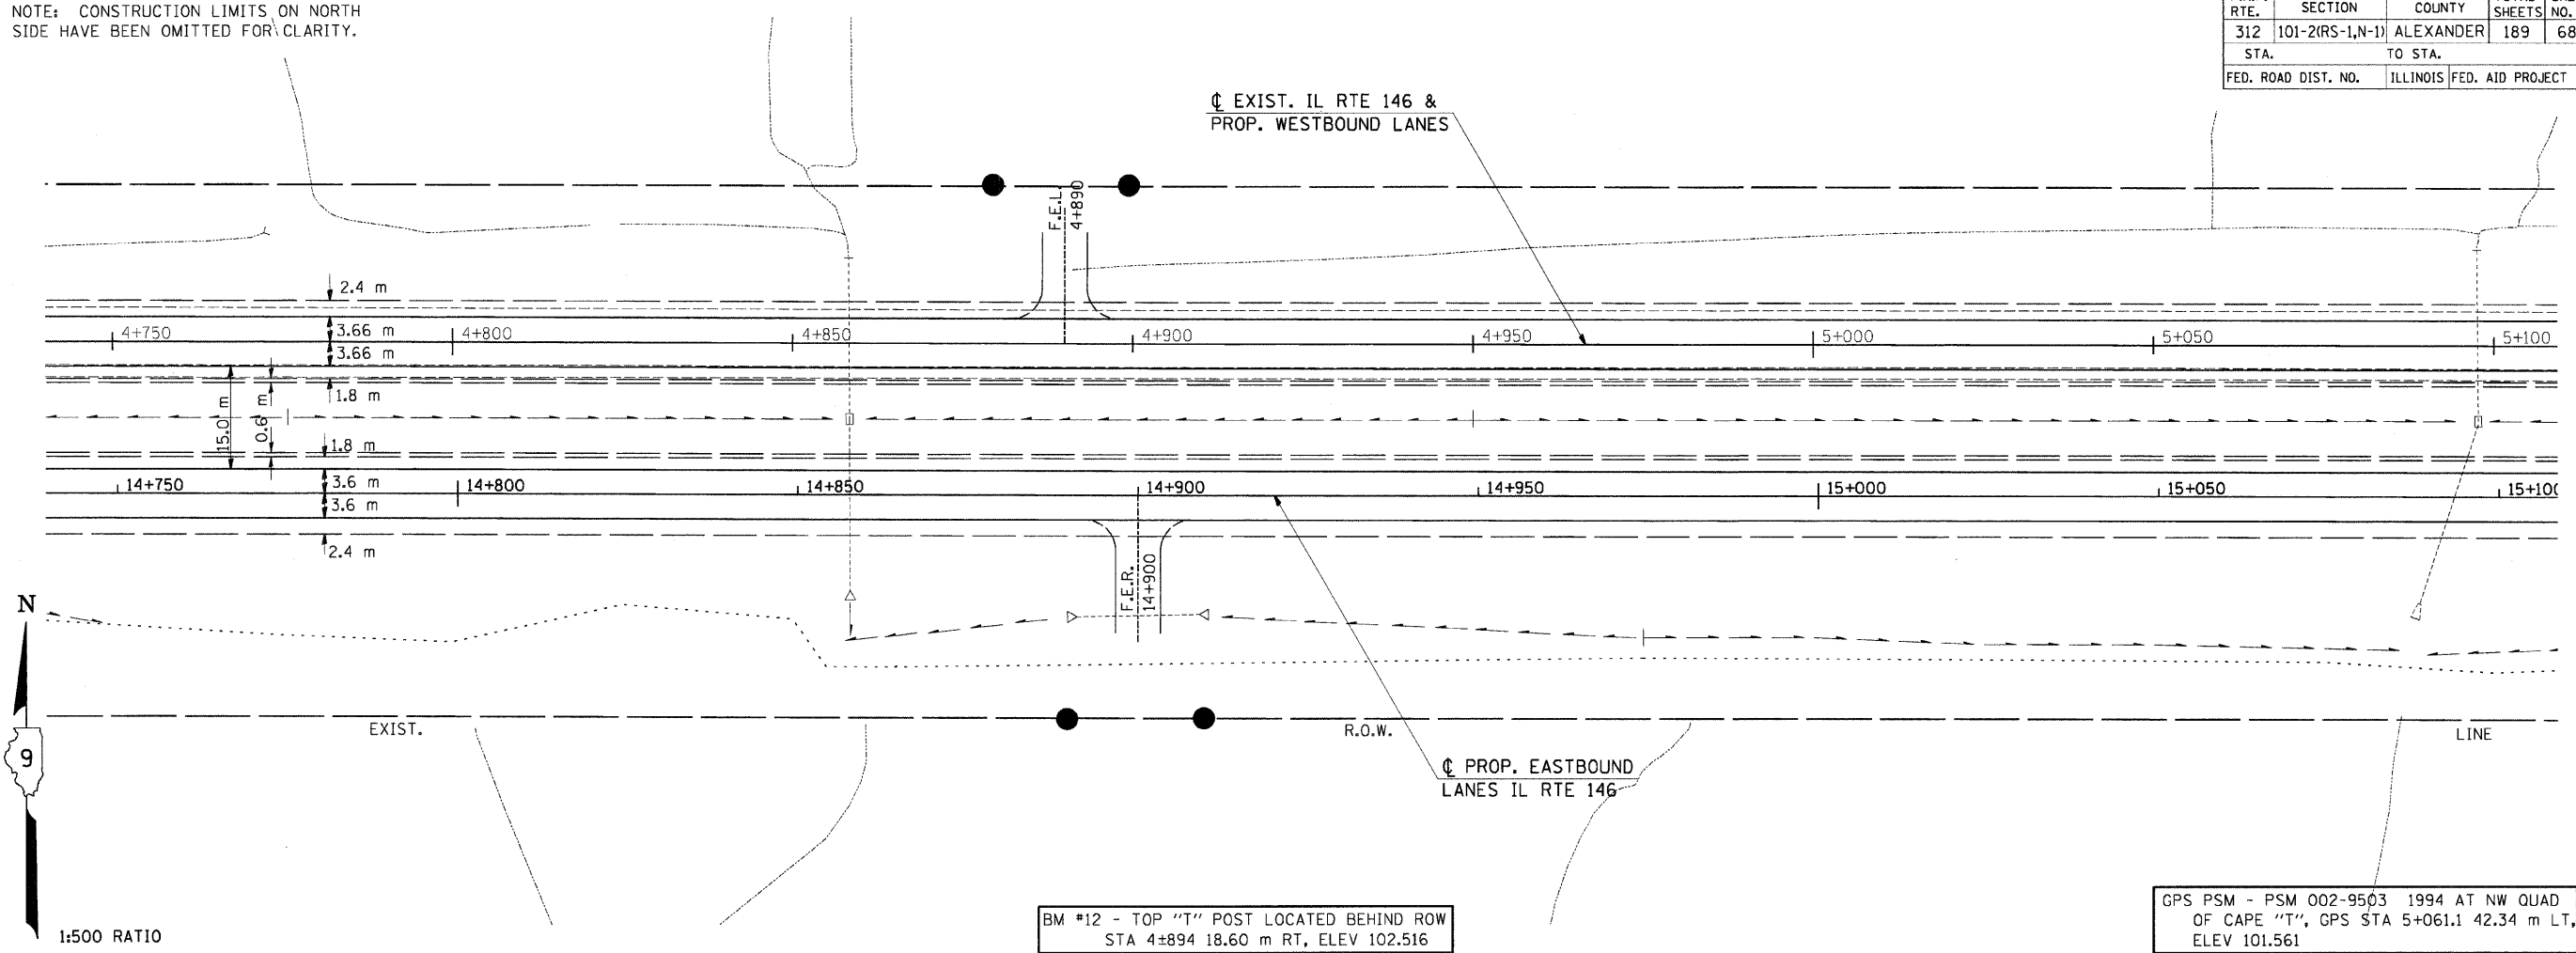 NOTE: CONSTRUCTION LIMITS ON NORTH
SIDE HAVE BEEN OMITTED FOR CLARITY.
RTE. SECTION COUNTY SHEETS NO.
312 101-2(RS-1,N-1) ALEXANDER 189 68
STA. TO STA.
FED. ROAD DIST. NO. ILLINOIS FED. AID PROJECT
℄ EXIST. IL RTE 146 &
PROP. WESTBOUND LANES
F.E.L.
4+890
2.4 m
3.66 m
4+750 4+800 4+850 4+900 4+950 5+000 5+050 5+100
3.66 m
1.8 m
15.0 m
0.6 m
1.8 m
3.6 m
14+750 14+800 14+850 14+900 14+950 15+000 15+050 15+100
3.6 m
2.4 m
F.E.R.
14+900
N
EXIST. R.O.W. LINE
9
℄ PROP. EASTBOUND
LANES IL RTE 146
1:500 RATIO
BM #12 - TOP "T" POST LOCATED BEHIND ROW
STA 4±894 18.60 m RT, ELEV 102.516
GPS PSM - PSM 002-9503 1994 AT NW QUAD
OF CAPE "T", GPS STA 5+061.1 42.34 m LT,
ELEV 101.561